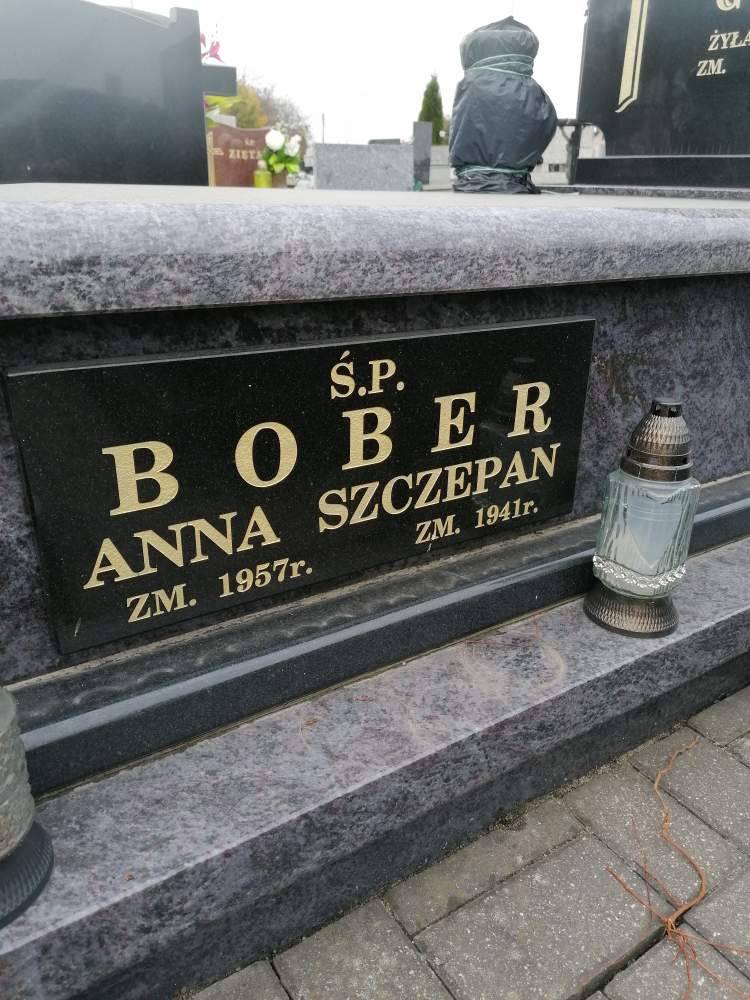 Ś.P.
BOBER
ANNA SZCZEPAN
ZM. 1957r. ZM. 1941r.
ŻYŁA
ZM.